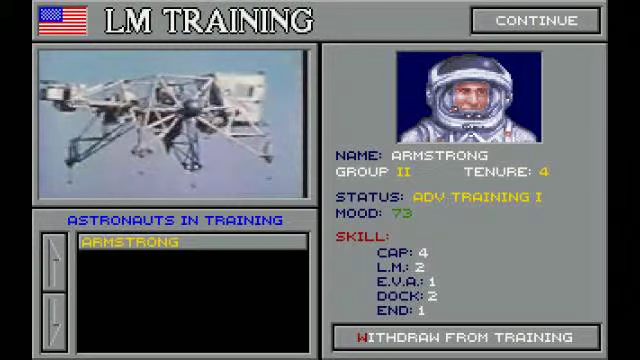 LM TRAINING
CONTINUE
NAME: ARMSTRONG
GROUP II TENURE: 4
STATUS: ADV TRAINING I
MOOD: 73
SKILL:
CAP: 4
L.M.: 2
E.V.A.: 1
DOCK: 2
END: 1
WITHDRAW FROM TRAINING
ASTRONAUTS IN TRAINING
ARMSTRONG